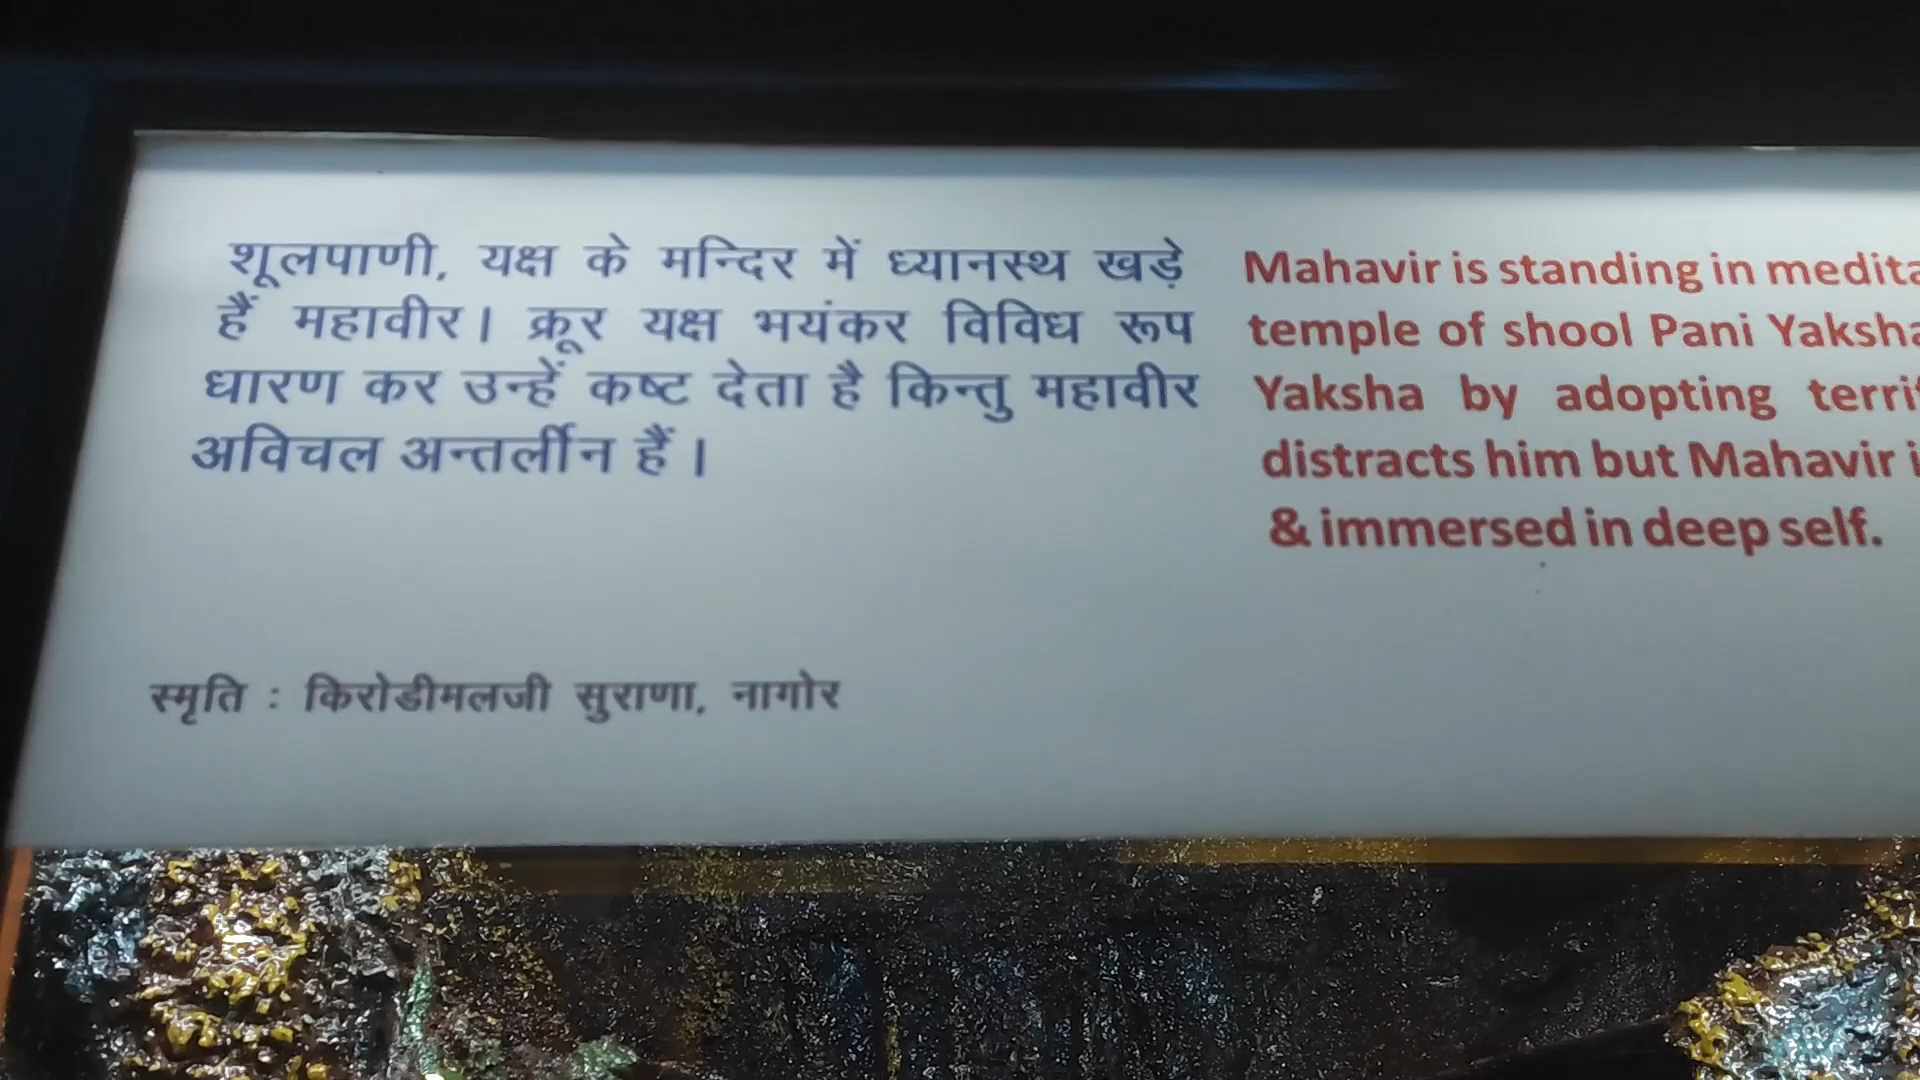 शूलपाणी, यक्ष के मन्दिर में ध्यानस्थ खड़े
हैं महावीर। क्रूर यक्ष भयंकर विविध रूप
धारण कर उन्हें कष्ट देता है किन्तु महावीर
अविचल अन्तर्लीन हैं।
Mahavir is standing in
temple of shool Pani Yaksha
Yaksha by adopting
distracts him but Mahavir
& immersed in deep self.
स्मृति : किरोडीमलजी सुराणा, नागोर